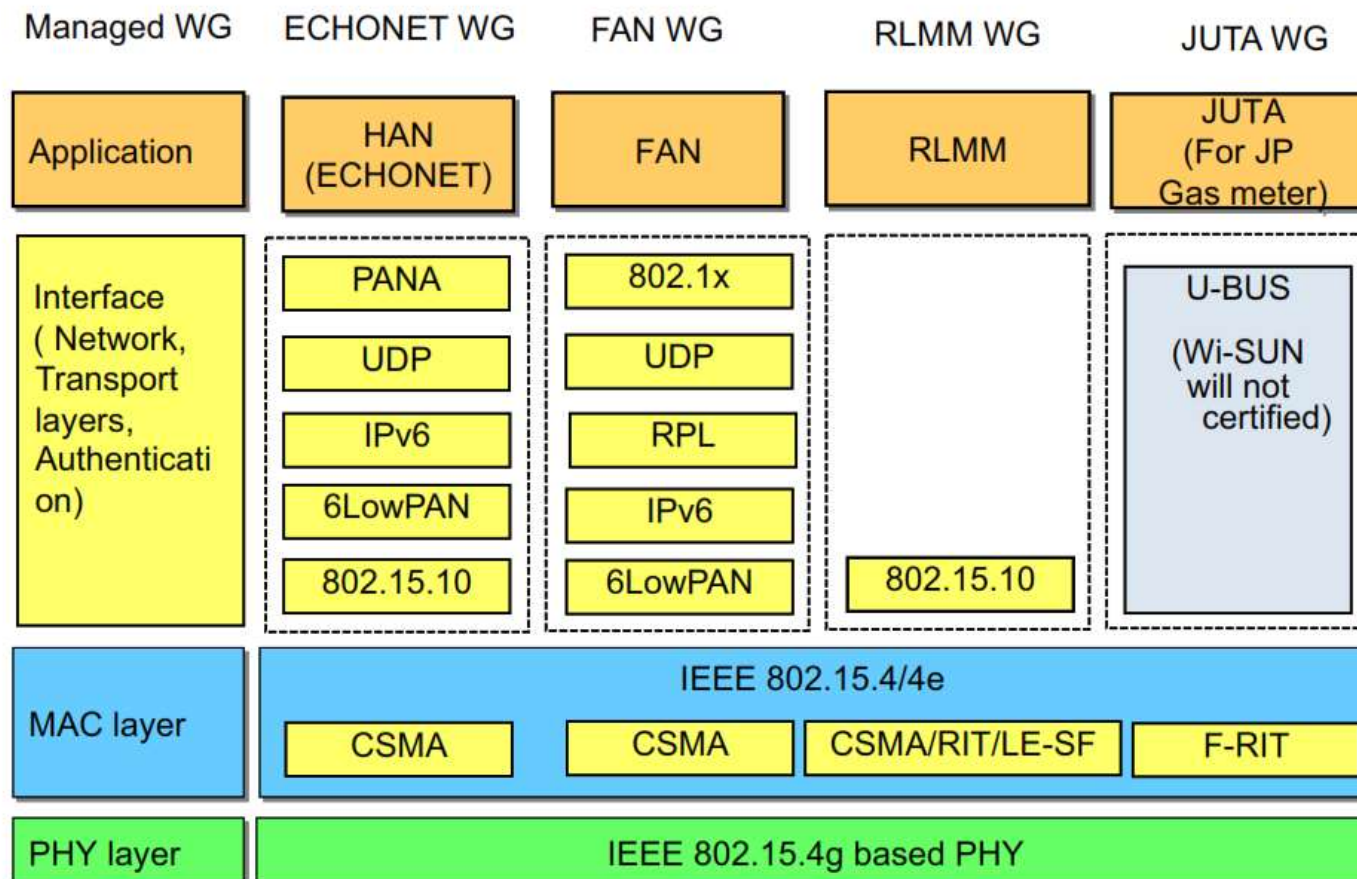 Managed WG
ECHONET WG
FAN WG
RLMM WG
JUTA WG
Application
HAN
(ECHONET)
FAN
RLMM
JUTA
(For JP
Gas meter)
Interface
( Network,
Transport
layers,
Authenticati
on)
PANA
UDP
IPv6
6LowPAN
802.15.10
802.1x
UDP
RPL
IPv6
6LowPAN
802.15.10
U-BUS
(Wi-SUN
will not
certified)
MAC layer
IEEE 802.15.4/4e
CSMA
CSMA
CSMA/RIT/LE-SF
F-RIT
PHY layer
IEEE 802.15.4g based PHY